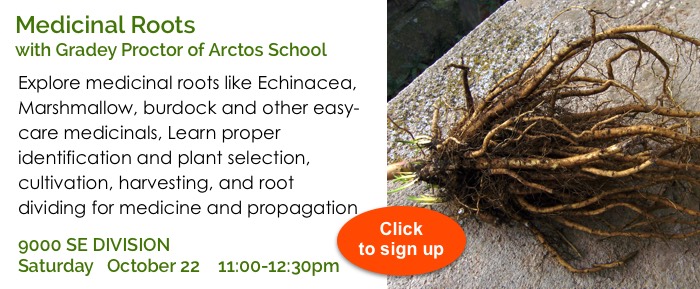 Medicinal Roots
with Gradey Proctor of Arctos School
Explore medicinal roots like Echinacea,
Marshmallow, burdock and other easy-
care medicinals, Learn proper
identification and plant selection,
cultivation, harvesting, and root
dividing for medicine and propagation
9000 SE DIVISION
Saturday October 22 11:00-12:30pm
Click
to sign up